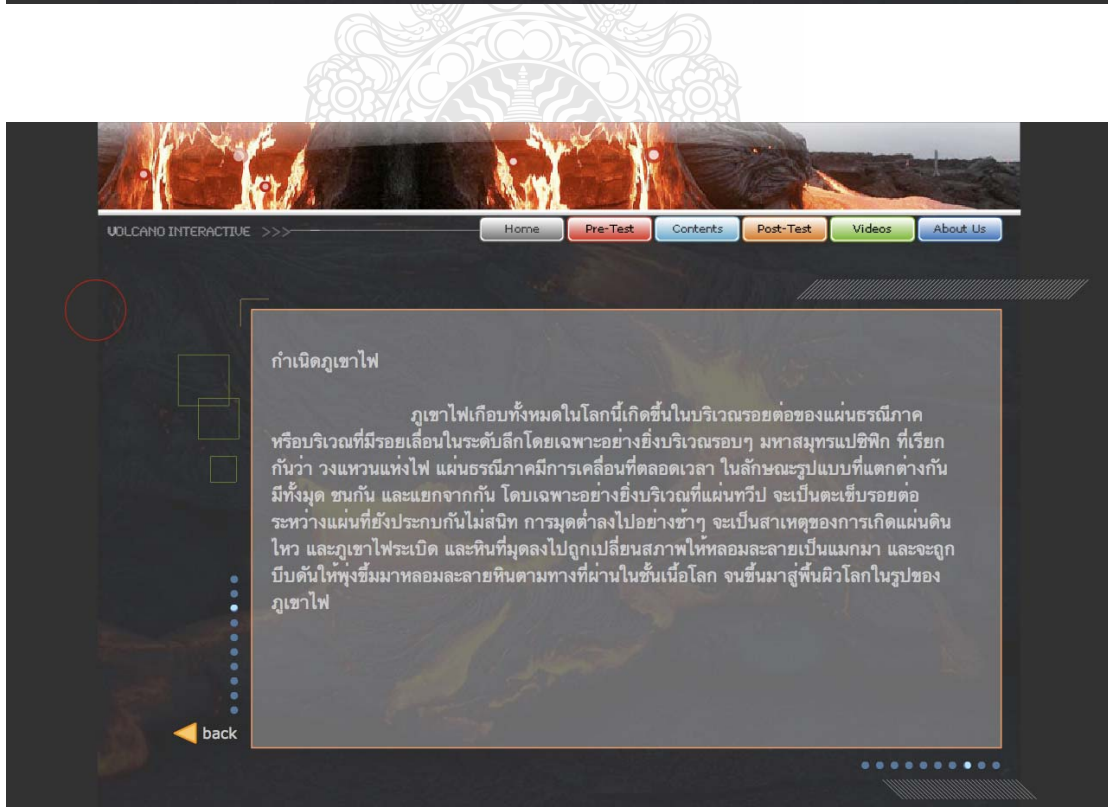 VOLCANO INTERACTIVE >>>
Home
Pre-Test
Contents
Post-Test
Videos
About Us
กำเนิดภูเขาไฟ
ภูเขาไฟเกือบทั้งหมดในโลกนี้เกิดขึ้นในบริเวณรอยต่อของแผ่นธรณีภาค
หรือบริเวณที่มีรอยเลื่อนในระดับลึกโดยเฉพาะอย่างยิ่งบริเวณรอบๆ มหาสมุทรแปซิฟิก ที่เรียก
กันว่า วงแหวนแห่งไฟ แผ่นธรณีภาคมีการเคลื่อนที่ตลอดเวลา ในลักษณะรูปแบบที่แตกต่างกัน
มีทั้งมุด ชนกัน และแยกจากกัน โดบเฉพาะอย่างยิ่งบริเวณที่แผ่นทวีป จะเป็นตะเข็บรอยต่อ
ระหว่างแผ่นที่ยังประกบกันไม่สนิท การมุดต่ำลงไปอย่างช้าๆ จะเป็นสาเหตุของการเกิดแผ่นดิน
ไหว และภูเขาไฟระเบิด และหินที่มุดลงไปถูกเปลี่ยนสภาพให้หลอมละลายเป็นแมกมา และจะถูก
บีบดันให้พุ่งขึ้มมาหลอมละลายหินตามทางที่ผ่านในชั้นเนื้อโลก จนขึ้นมาสู่พื้นผิวโลกในรูปของ
ภูเขาไฟ
back